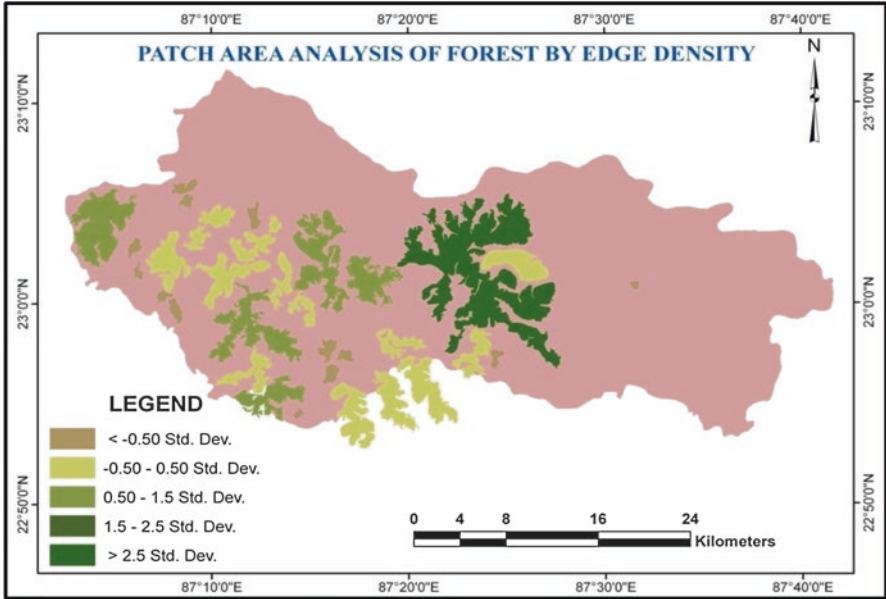 87°10'0"E 87°20'0"E 87°30'0"E 87°40'0"E
PATCH AREA ANALYSIS OF FOREST BY EDGE DENSITY
N
23°10'0"N 23°10'0"N
23°0'0"N 23°0'0"N
LEGEND
< -0.50 Std. Dev.
-0.50 - 0.50 Std. Dev.
0.50 - 1.5 Std. Dev.
1.5 - 2.5 Std. Dev.
> 2.5 Std. Dev.
22°50'0"N 22°50'0"N
0 4 8 16 24
Kilometers
87°10'0"E 87°20'0"E 87°30'0"E 87°40'0"E